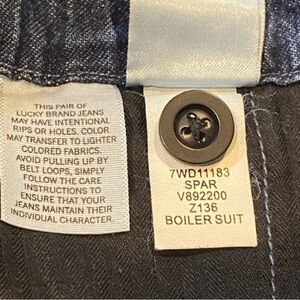 THIS PAIR OF
LUCKY BRAND JEANS
MAY HAVE INTENTIONAL
RIPS OR HOLES. COLOR
MAY TRANSFER TO LIGHTER
COLORED FABRICS.
AVOID PULLING UP BY
BELT LOOPS, SIMPLY
FOLLOW THE CARE
INSTRUCTIONS TO
ENSURE THAT YOUR
JEANS MAINTAIN THEIR
INDIVIDUAL CHARACTER.
7WD11183
SPAR
V892200
Z136
BOILER SUIT